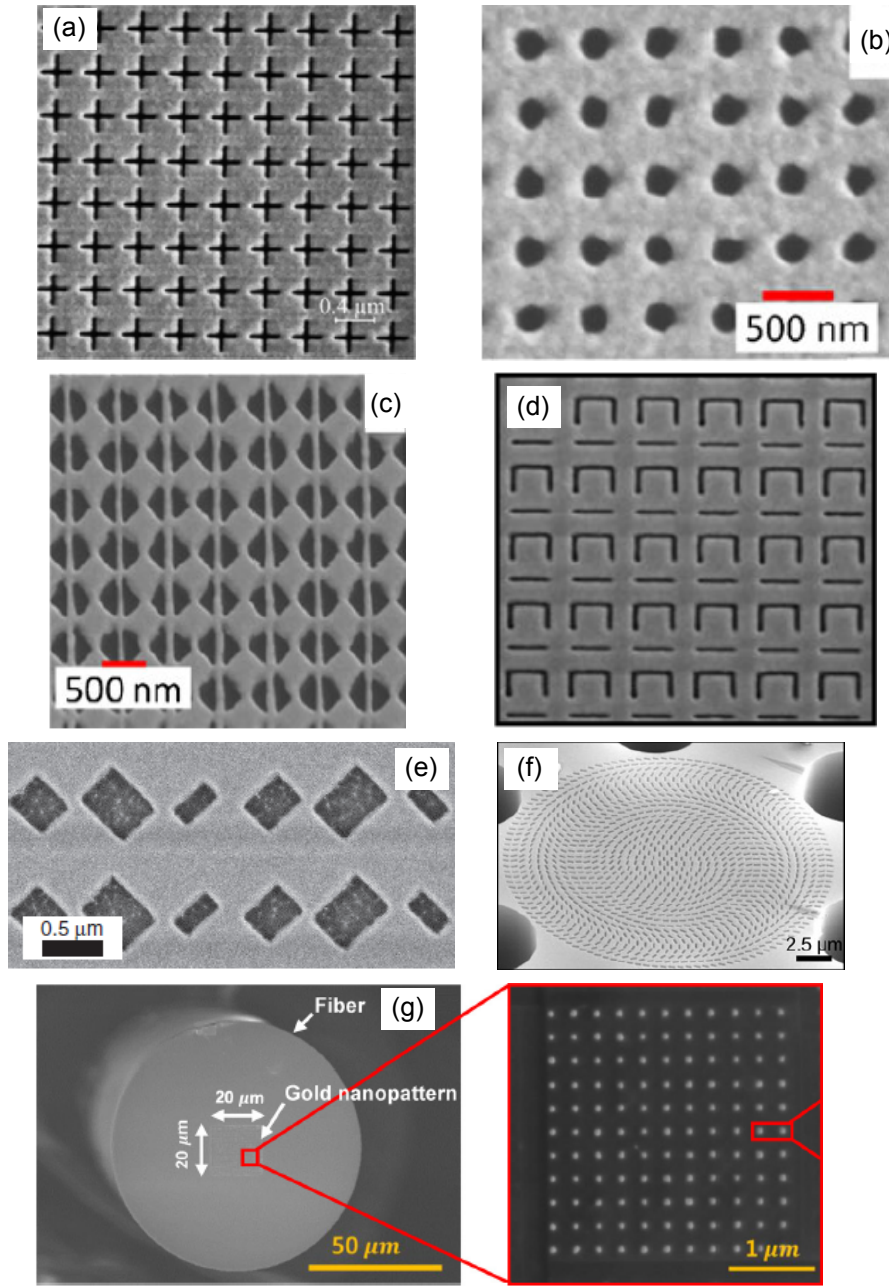 (a)
(b)
0.4 μm
500 nm
(c)
(d)
500 nm
(e)
(f)
0.5 μm
2.5 μm
(g)
Fiber
Gold nanopattern
20 μm
20 μm
50 μm
1 μm